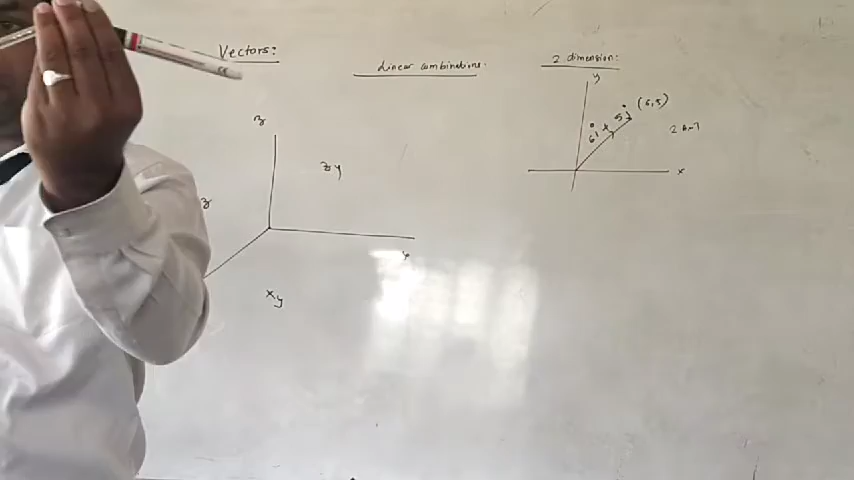 Vectors:
Linear combinations.
2 dimension:
y
(6,5)
6i + 5j
x
z
zy
y
xy